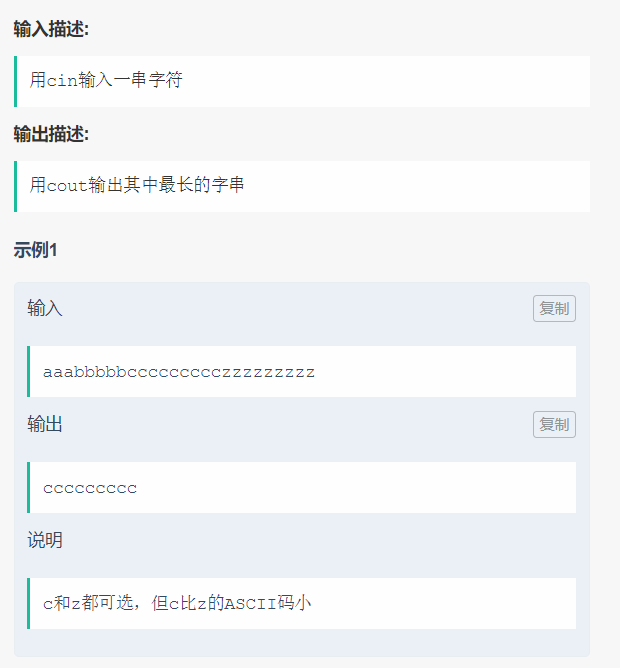 输入描述:
用cin输入一串字符
输出描述:
用cout输出其中最长的字串
示例1
输入
复制
aaabbbbbccccccccczzzzzzzzz
输出
复制
ccccccccc
说明
c和z都可选，但c比z的ASCII码小